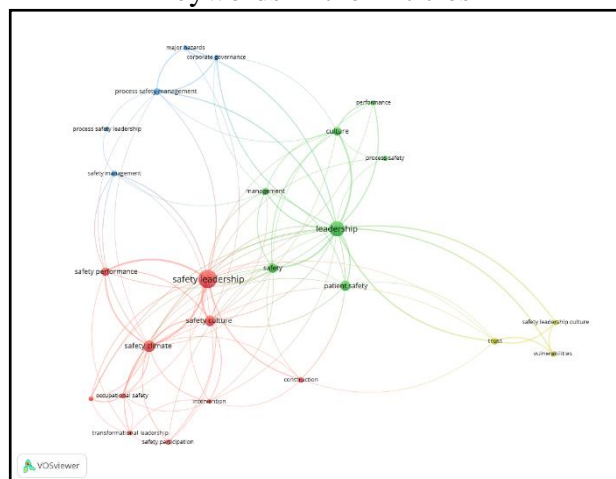 major hazards
corporate governance
process safety management
performance
culture
process safety leadership
process safety
safety management
management
leadership
safety
safety performance
safety leadership
patient safety
safety culture
safety leadership culture
trust
safety climate
vulnerabilities
construction
occupational safety
intervention
transformational leadership
safety participation
VOSviewer